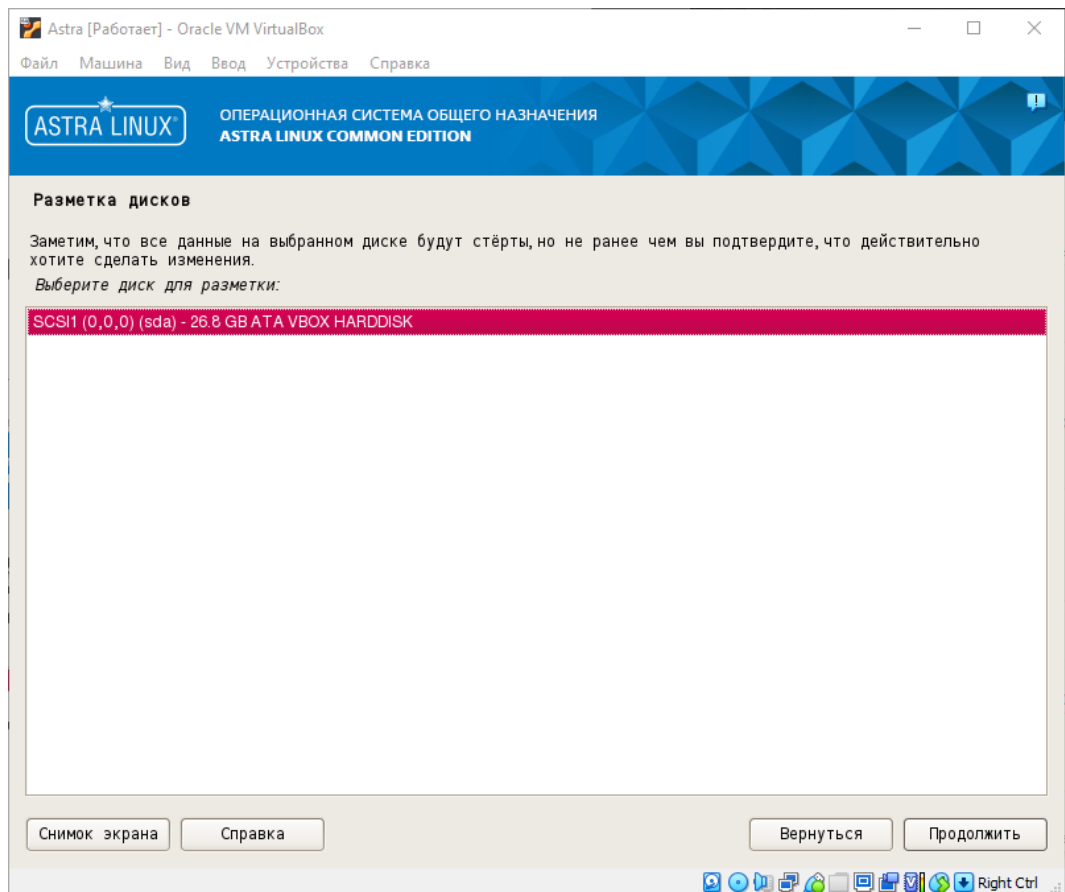 Astra [Работает] - Oracle VM VirtualBox
Файл Машина Вид Ввод Устройства Справка
ASTRA LINUX®
ОПЕРАЦИОННАЯ СИСТЕМА ОБЩЕГО НАЗНАЧЕНИЯ
ASTRA LINUX COMMON EDITION
Разметка дисков
Заметим, что все данные на выбранном диске будут стёрты, но не ранее чем вы подтвердите, что действительно
хотите сделать изменения.
Выберите диск для разметки:
SCSI1 (0,0,0) (sda) - 26.8 GB ATA VBOX HARDDISK
Снимок экрана Справка Вернуться Продолжить
Right Ctrl